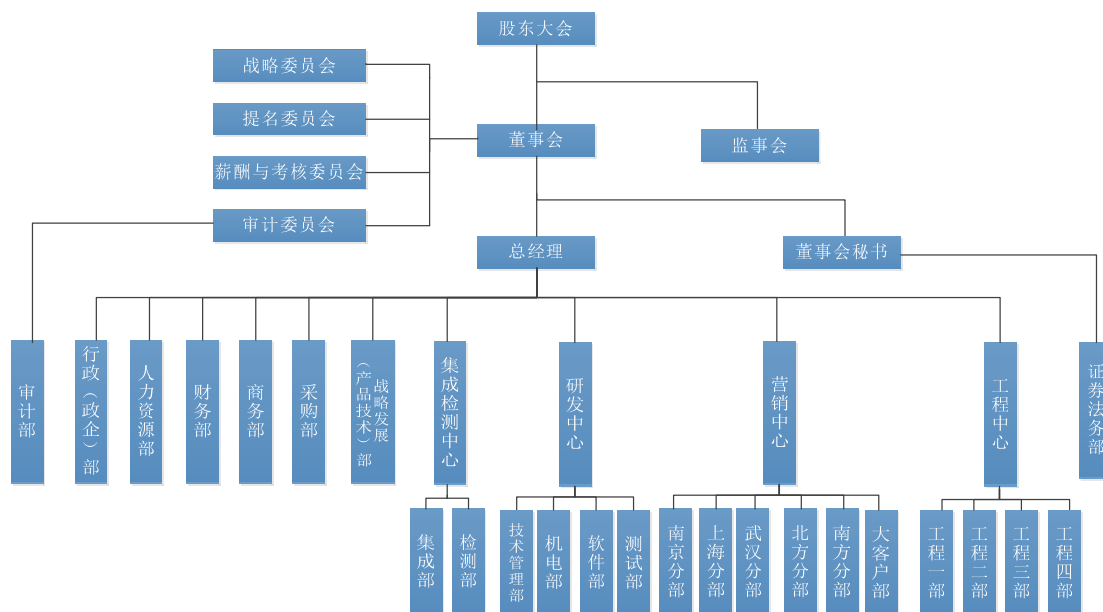 股东大会
战略委员会
提名委员会
董事会
监事会
薪酬与考核委员会
审计委员会
总经理
董事会秘书
审计部
行政（政企）部
人力资源部
财务部
商务部
采购部
战略发展
（产品技术）部
集成检测中心
研发中心
营销中心
工程中心
证券法务部
集成部
检测部
技术管理部
机电部
软件部
测试部
南京分部
上海分部
武汉分部
北方分部
南方分部
大客户部
工程一部
工程二部
工程三部
工程四部